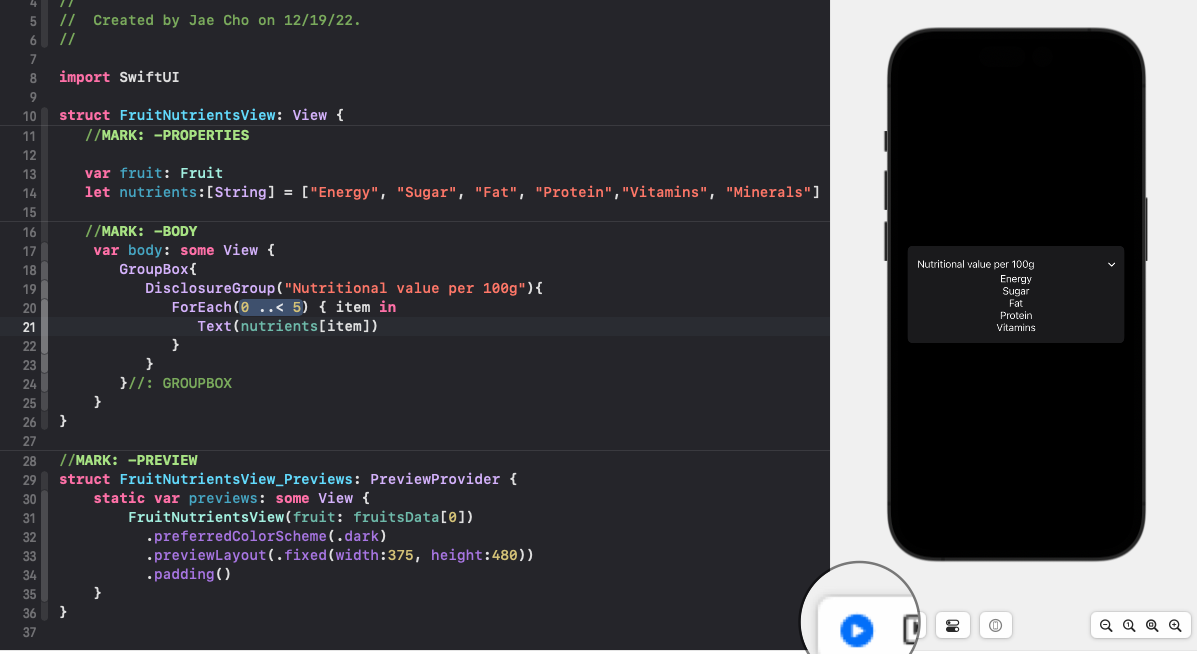 4 //
5 // Created by Jae Cho on 12/19/22.
6 //
7
8 import SwiftUI
9
10 struct FruitNutrientsView: View {
11 //MARK: -PROPERTIES
12
13 var fruit: Fruit
14 let nutrients:[String] = ["Energy", "Sugar", "Fat", "Protein","Vitamins", "Minerals"]
15
16 //MARK: -BODY
17 var body: some View {
18 GroupBox{
19 DisclosureGroup("Nutritional value per 100g"){
20 ForEach(0 ..< 5) { item in
21 Text(nutrients[item])
22 }
23 }
24 }//: GROUPBOX
25 }
26 }
27
28 //MARK: -PREVIEW
29 struct FruitNutrientsView_Previews: PreviewProvider {
30 static var previews: some View {
31 FruitNutrientsView(fruit: fruitsData[0])
32 .preferredColorScheme(.dark)
33 .previewLayout(.fixed(width:375, height:480))
34 .padding()
35 }
36 }
37
Nutritional value per 100g
Energy
Sugar
Fat
Protein
Vitamins